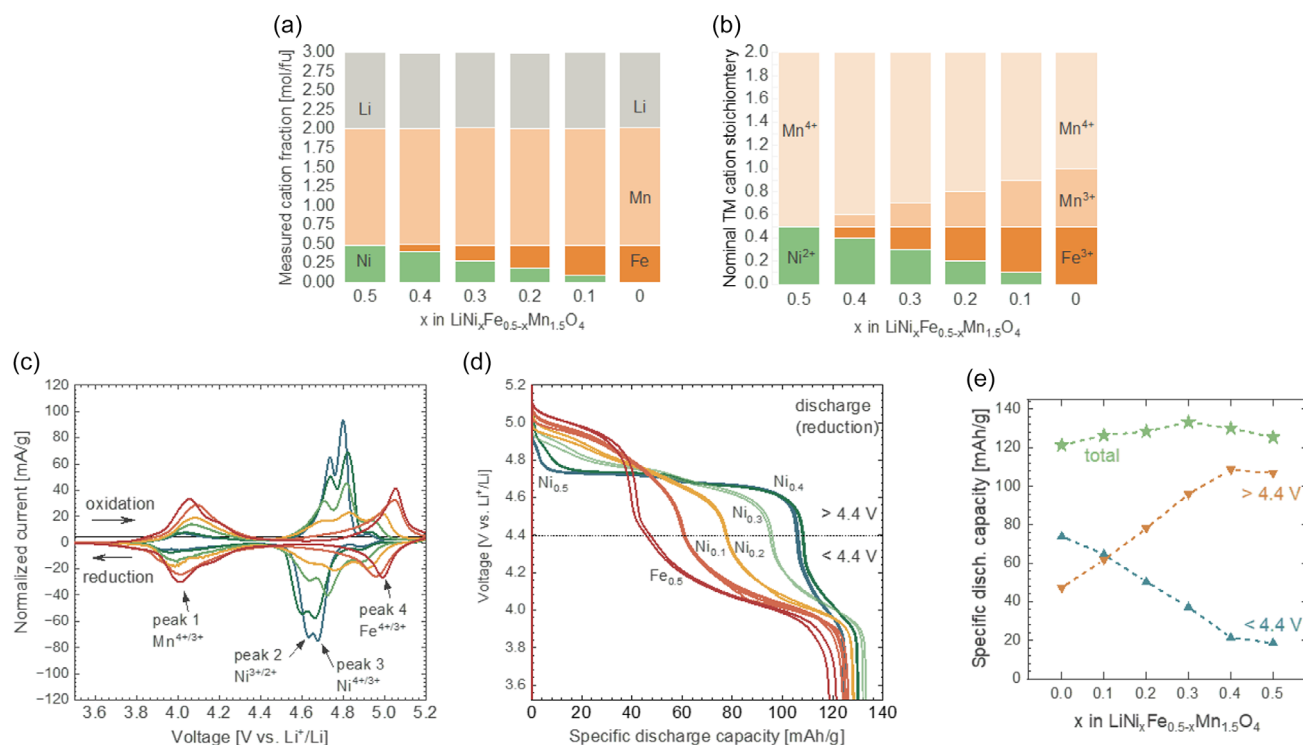 (a)
Measured cation fraction [mol/fu]
3.00
2.75
2.50
2.25
2.00
1.75
1.50
1.25
1.00
0.75
0.50
0.25
0.00
Li
Li
Mn
Ni
Fe
0.5 0.4 0.3 0.2 0.1 0
x in LiNiₓFe₀.₅₋ₓMn₁.₅O₄
(b)
Nominal TM cation stoichiomtery
2.0
1.8
1.6
1.4
1.2
1.0
0.8
0.6
0.4
0.2
0.0
Mn⁴⁺
Mn⁴⁺
Mn³⁺
Ni²⁺
Fe³⁺
0.5 0.4 0.3 0.2 0.1 0
x in LiNiₓFe₀.₅₋ₓMn₁.₅O₄
(c)
Normalized current [mA/g]
120
100
80
60
40
20
0
−20
−40
−60
−80
−100
−120
oxidation
reduction
peak 1
Mn⁴⁺/³⁺
peak 2
Ni³⁺/²⁺
peak 3
Ni⁴⁺/³⁺
peak 4
Fe⁴⁺/³⁺
3.6 4.0 4.4 4.8 5.2
Voltage [V vs. Li⁺/Li]
(d)
Voltage [V vs. Li⁺/Li]
5.2
5.0
4.8
4.6
4.4
4.2
4.0
3.8
3.6
discharge
(reduction)
Ni₀.₅
Ni₀.₄
Ni₀.₃
> 4.4 V
Ni₀.₁
Ni₀.₂
< 4.4 V
Fe₀.₅
0 20 40 60 80 100 120 140
Specific discharge capacity [mAh/g]
(e)
Specific disch. capacity [mAh/g]
140
120
100
80
60
40
20
0
total
> 4.4 V
< 4.4 V
0.0 0.1 0.2 0.3 0.4 0.5
x in LiNiₓFe₀.₅₋ₓMn₁.₅O₄